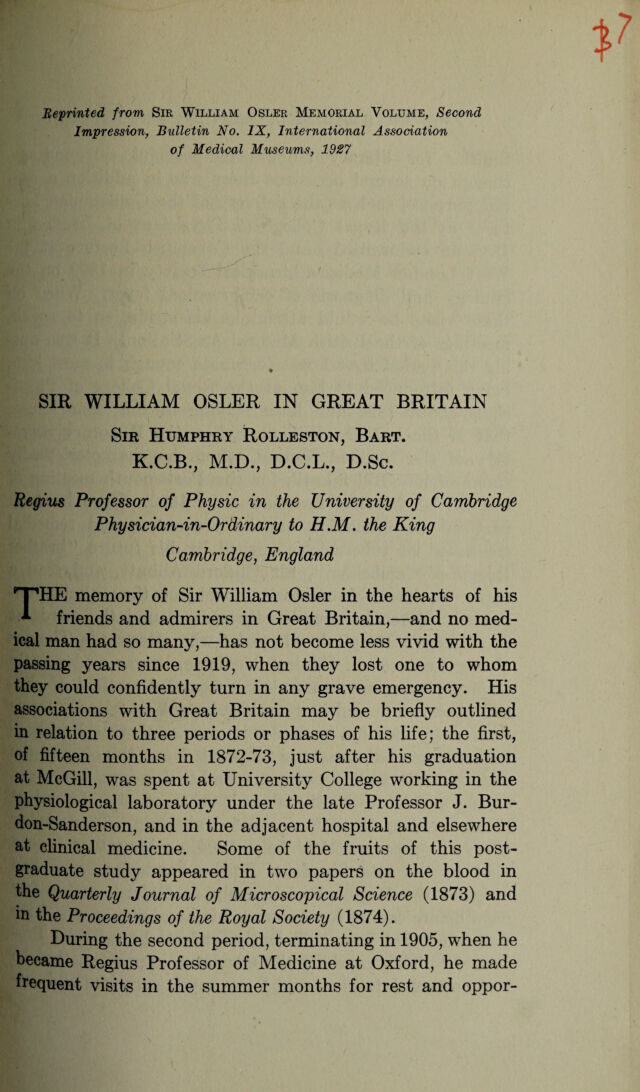 $7
Reprinted from SIR WILLIAM OSLER MEMORIAL VOLUME, Second
Impression, Bulletin No. IX, International Association
of Medical Museums, 1927
SIR WILLIAM OSLER IN GREAT BRITAIN
SIR HUMPHRY ROLLESTON, BART.
K.C.B., M.D., D.C.L., D.Sc.
Regius Professor of Physic in the University of Cambridge
Physician-in-Ordinary to H.M. the King
Cambridge, England
THE memory of Sir William Osler in the hearts of his
friends and admirers in Great Britain,—and no med-
ical man had so many,—has not become less vivid with the
passing years since 1919, when they lost one to whom
they could confidently turn in any grave emergency. His
associations with Great Britain may be briefly outlined
in relation to three periods or phases of his life; the first,
of fifteen months in 1872-73, just after his graduation
at McGill, was spent at University College working in the
physiological laboratory under the late Professor J. Bur-
don-Sanderson, and in the adjacent hospital and elsewhere
at clinical medicine. Some of the fruits of this post-
graduate study appeared in two papers on the blood in
the Quarterly Journal of Microscopical Science (1873) and
in the Proceedings of the Royal Society (1874).
During the second period, terminating in 1905, when he
became Regius Professor of Medicine at Oxford, he made
frequent visits in the summer months for rest and oppor-